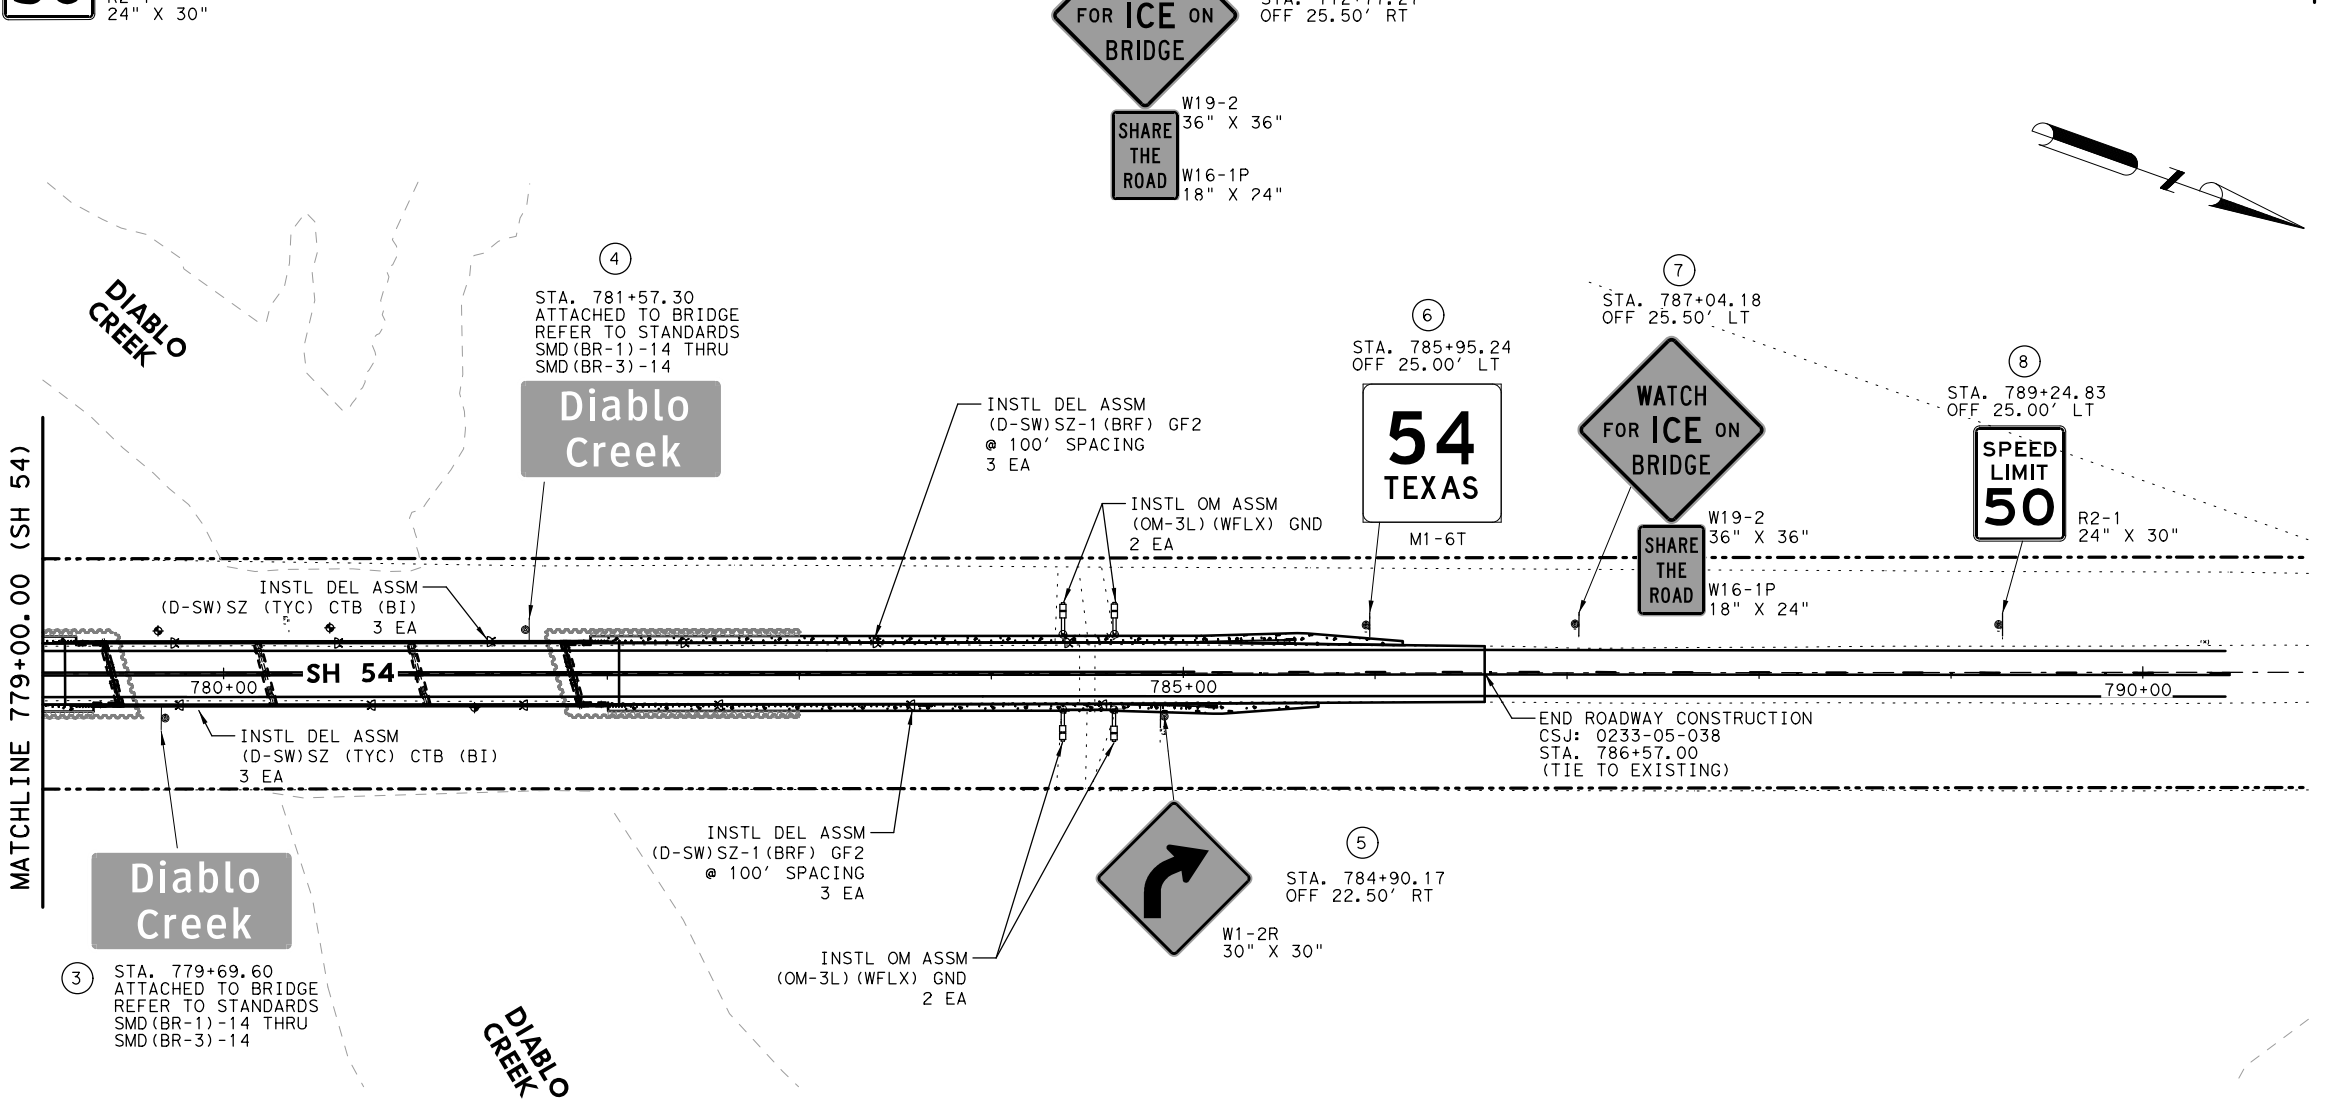 24" X 30"
FOR ICE ON
BRIDGE
OFF 25.50' RT
W19-2
36" X 36"
SHARE
THE
ROAD
W16-1P
18" X 24"
DIABLO
CREEK
4
STA. 781+57.30
ATTACHED TO BRIDGE
REFER TO STANDARDS
SMD(BR-1)-14 THRU
SMD(BR-3)-14
Diablo
Creek
INSTL DEL ASSM
(D-SW)SZ-1(BRF) GF2
@ 100' SPACING
3 EA
INSTL OM ASSM
(OM-3L)(WFLX) GND
2 EA
6
STA. 785+95.24
OFF 25.00' LT
54
TEXAS
M1-6T
7
STA. 787+04.18
OFF 25.50' LT
WATCH
FOR ICE ON
BRIDGE
W19-2
36" X 36"
SHARE
THE
ROAD
W16-1P
18" X 24"
8
STA. 789+24.83
OFF 25.00' LT
SPEED
LIMIT
50
R2-1
24" X 30"
MATCHLINE 779+00.00 (SH 54)
INSTL DEL ASSM
(D-SW)SZ (TYC) CTB (BI)
3 EA
SH 54
780+00
785+00
790+00
INSTL DEL ASSM
(D-SW)SZ (TYC) CTB (BI)
3 EA
END ROADWAY CONSTRUCTION
CSJ: 0233-05-038
STA. 786+57.00
(TIE TO EXISTING)
Diablo
Creek
3
STA. 779+69.60
ATTACHED TO BRIDGE
REFER TO STANDARDS
SMD(BR-1)-14 THRU
SMD(BR-3)-14
INSTL DEL ASSM
(D-SW)SZ-1(BRF) GF2
@ 100' SPACING
3 EA
INSTL OM ASSM
(OM-3L)(WFLX) GND
2 EA
5
STA. 784+90.17
OFF 22.50' RT
W1-2R
30" X 30"
DIABLO
CREEK